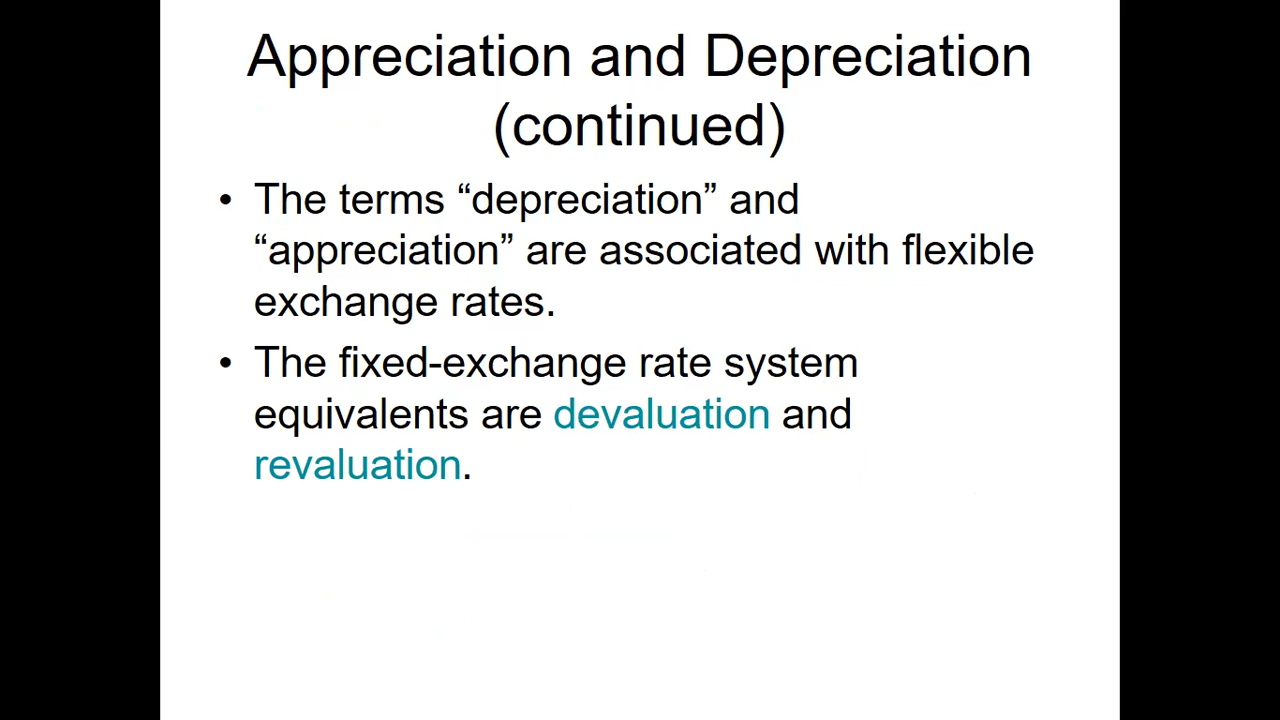 Appreciation and Depreciation
(continued)
• The terms “depreciation” and
“appreciation” are associated with flexible
exchange rates.
• The fixed-exchange rate system
equivalents are devaluation and
revaluation.